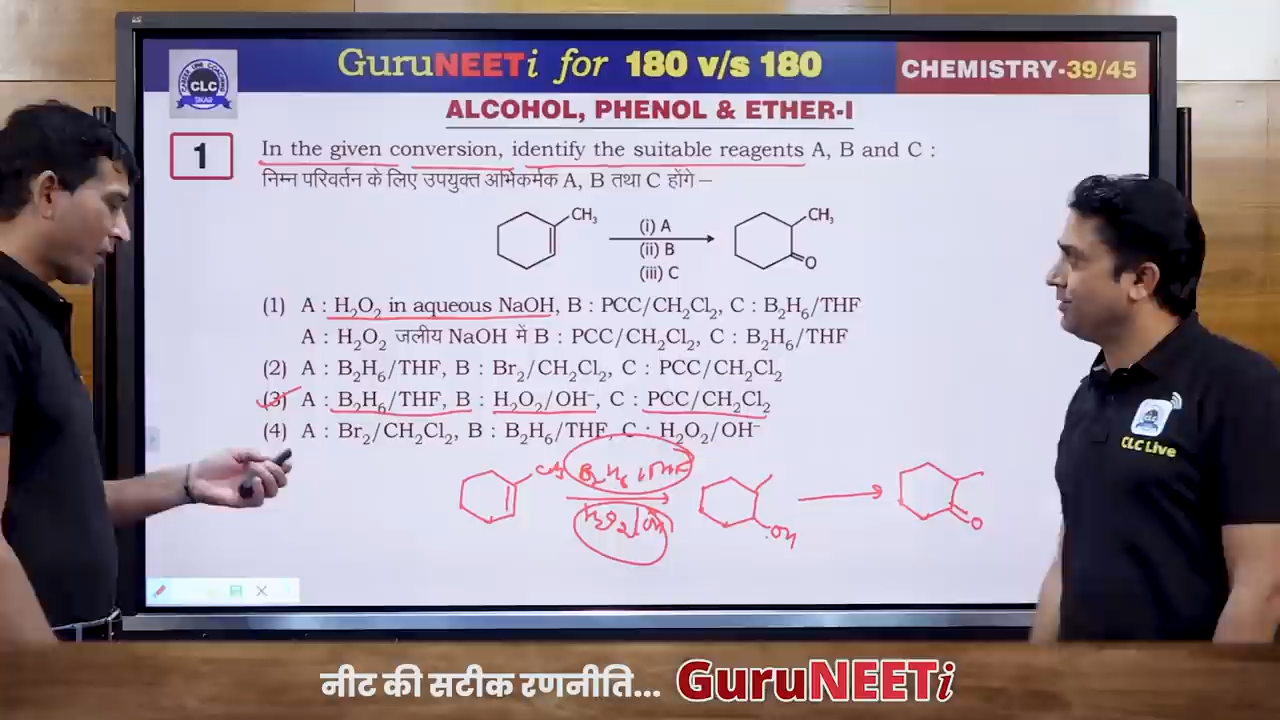 GuruNEETi for 180 v/s 180
CHEMISTRY-39/45
CLC
SIKAR
ALCOHOL, PHENOL & ETHER-I
1
In the given conversion, identify the suitable reagents A, B and C :
निम्न परिवर्तन के लिए उपयुक्त अभिकर्मक A, B तथा C होंगे –
CH₃
(i) A
(ii) B
(iii) C
CH₃
O
(1) A : H₂O₂ in aqueous NaOH, B : PCC/CH₂Cl₂, C : B₂H₆/THF
A : H₂O₂ जलीय NaOH में B : PCC/CH₂Cl₂, C : B₂H₆/THF
(2) A : B₂H₆/THF, B : Br₂/CH₂Cl₂, C : PCC/CH₂Cl₂
(3) A : B₂H₆/THF, B : H₂O₂/OH⁻, C : PCC/CH₂Cl₂
(4) A : Br₂/CH₂Cl₂, B : B₂H₆/THF, C : H₂O₂/OH⁻
CH₃
B₂H₆/THF
H₂O₂/OH
OH
O
CLC
CLC Live
नीट की सटीक रणनीति... GuruNEETi